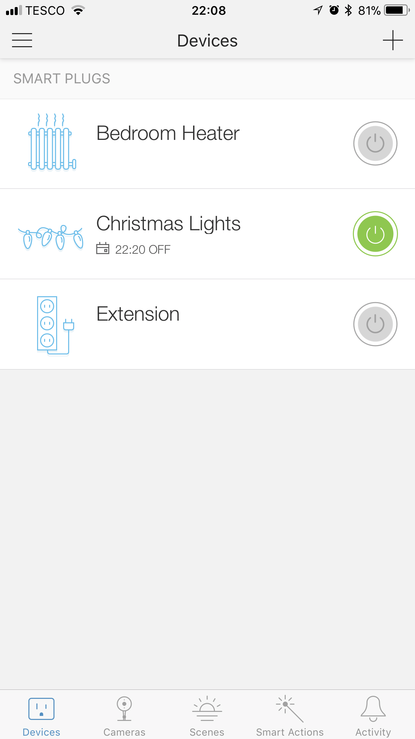 TESCO 22:08 81%
Devices
SMART PLUGS
Bedroom Heater
Christmas Lights
22:20 OFF
Extension
Devices Cameras Scenes Smart Actions Activity